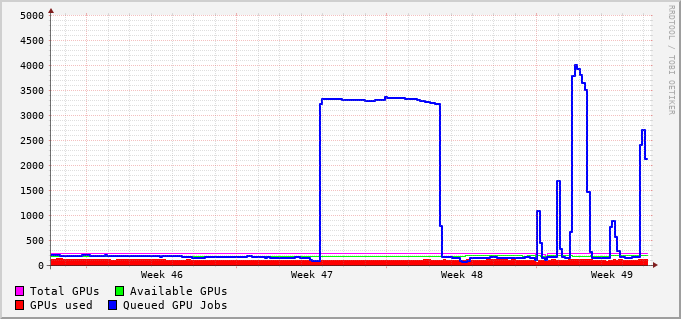 5000
4500
4000
3500
3000
2500
2000
1500
1000
500
0
Week 46 Week 47 Week 48 Week 49
Total GPUs Available GPUs
GPUs used Queued GPU Jobs
RRDTOOL / TOBI OETIKER